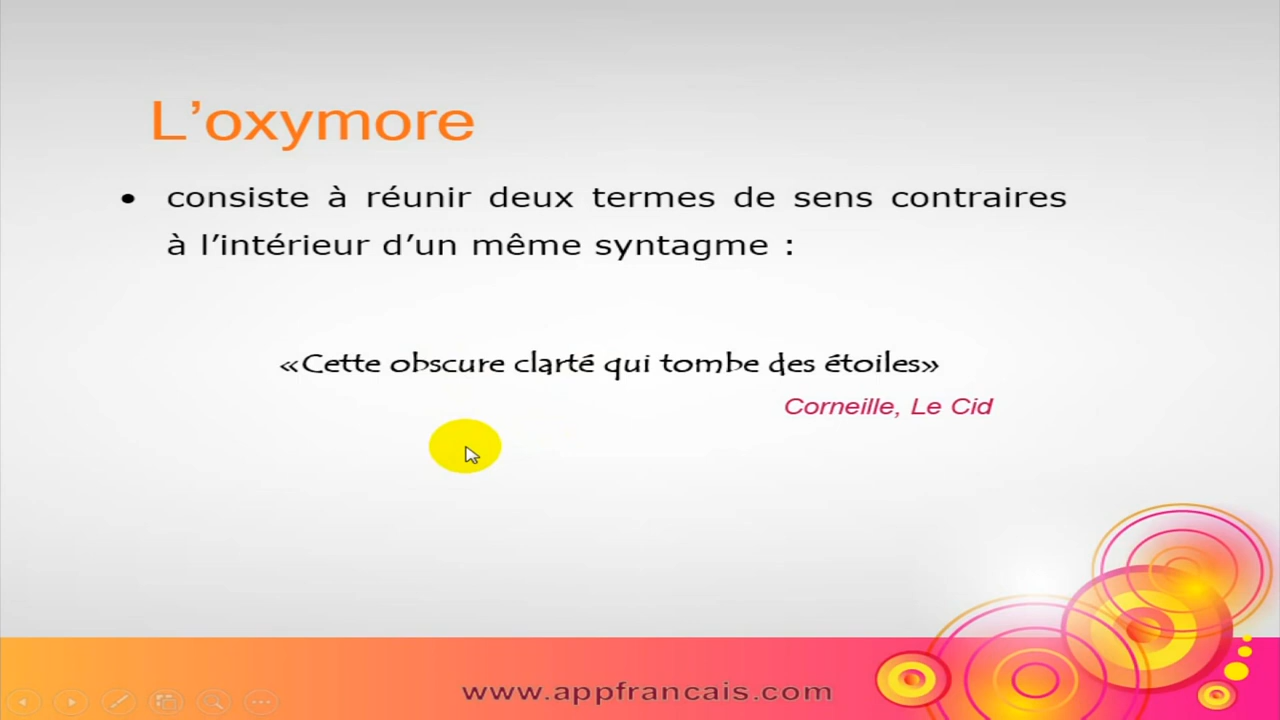 L’oxymore
• consiste à réunir deux termes de sens contraires
à l’intérieur d’un même syntagme :
«Cette obscure clarté qui tombe des étoiles»
Corneille, Le Cid
www.appfrancais.com